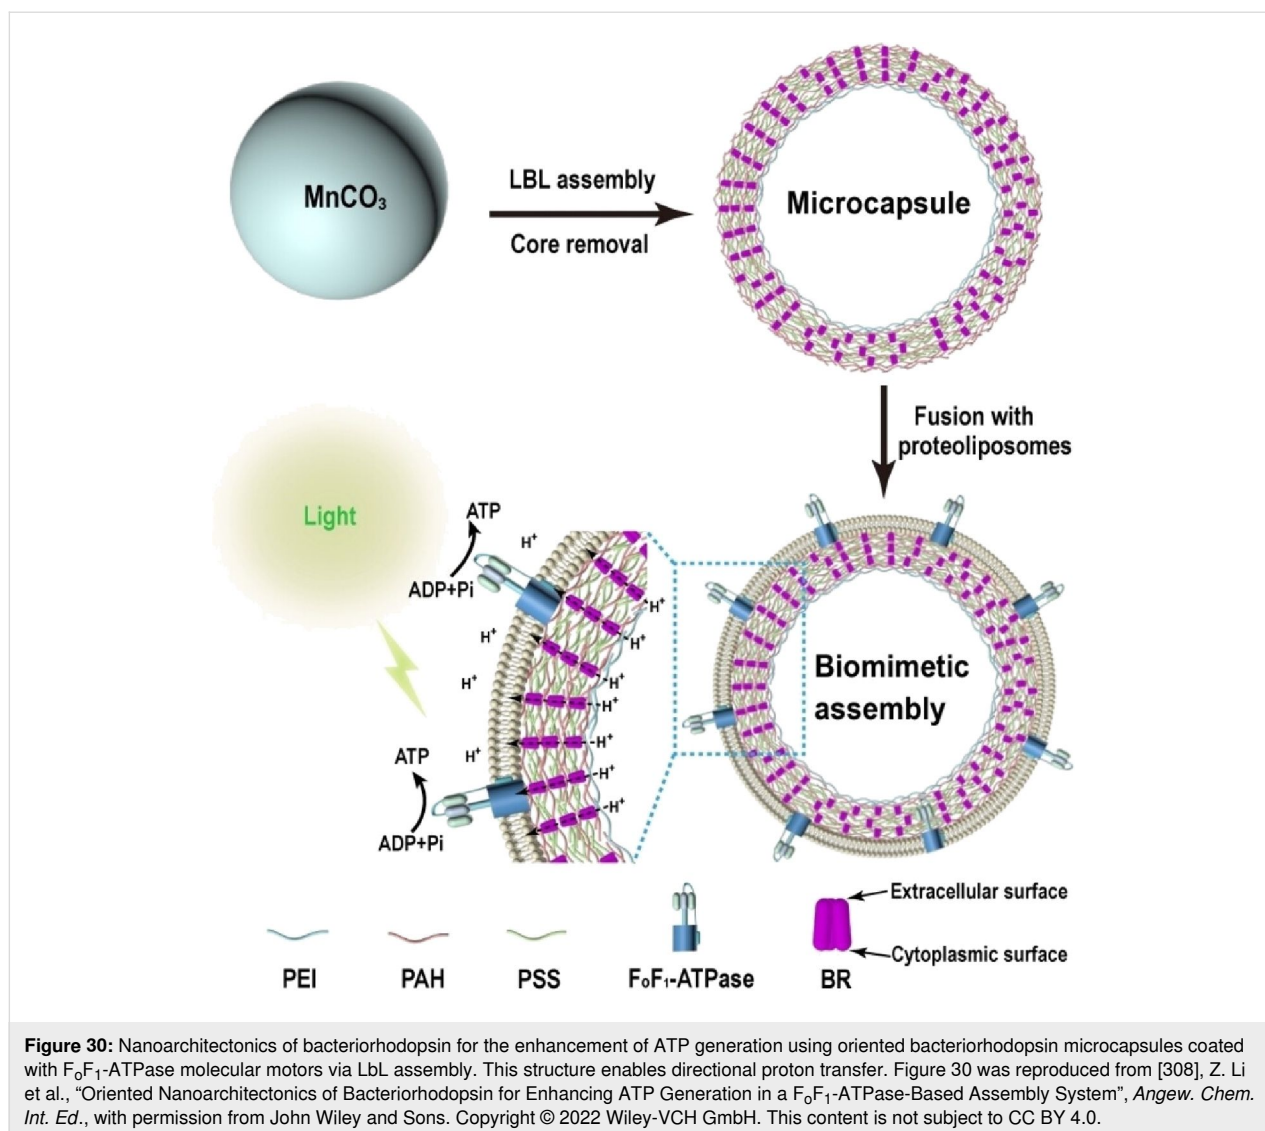 MnCO₃
LBL assembly
Core removal
Microcapsule
Fusion with
proteoliposomes
Light
ATP
H⁺
ADP+Pi
H⁺
H⁺
H⁺
H⁺
H⁺
H⁺
H⁺
ATP
H⁺
H⁺
H⁺
H⁺
ADP+Pi
Biomimetic
assembly
Extracellular surface
Cytoplasmic surface
PEI
PAH
PSS
F₀F₁-ATPase
BR
Figure 30: Nanoarchitectonics of bacteriorhodopsin for the enhancement of ATP generation using oriented bacteriorhodopsin microcapsules coated
with FₒF₁-ATPase molecular motors via LbL assembly. This structure enables directional proton transfer. Figure 30 was reproduced from [308], Z. Li
et al., “Oriented Nanoarchitectonics of Bacteriorhodopsin for Enhancing ATP Generation in a FₒF₁-ATPase-Based Assembly System”, Angew. Chem.
Int. Ed., with permission from John Wiley and Sons. Copyright © 2022 Wiley-VCH GmbH. This content is not subject to CC BY 4.0.